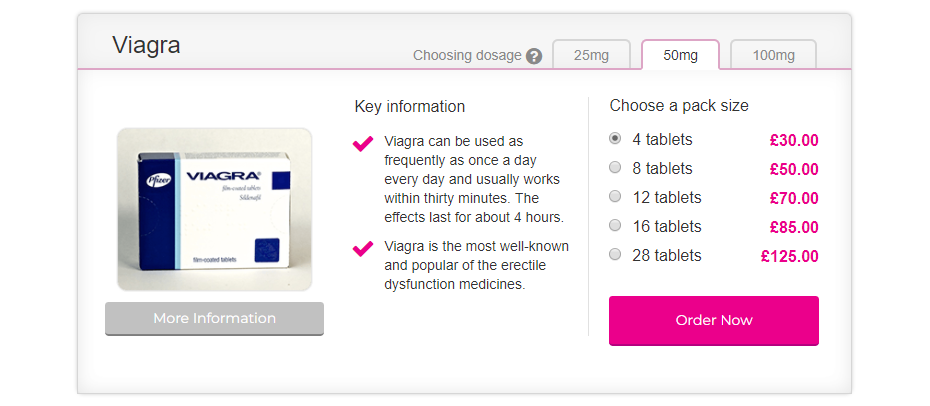 Viagra
Choosing dosage ?
25mg
50mg
100mg
Key information
Viagra can be used as
frequently as once a day
every day and usually works
within thirty minutes. The
effects last for about 4 hours.
Viagra is the most well-known
and popular of the erectile
dysfunction medicines.
Pfizer
VIAGRA®
film-coated tablets
Sildenafil
film-coated tablets
More Information
Choose a pack size
4 tablets £30.00
8 tablets £50.00
12 tablets £70.00
16 tablets £85.00
28 tablets £125.00
Order Now